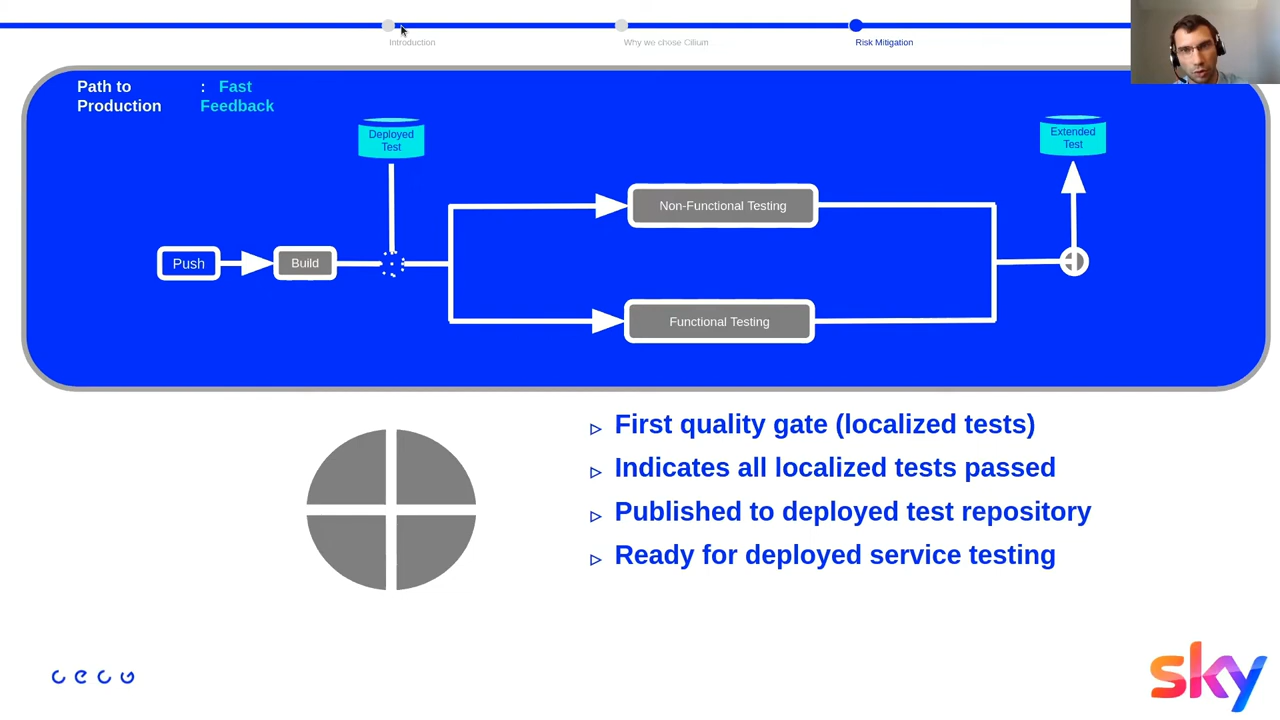 Introduction
Why we chose Cilium
Risk Mitigation
Path to Production : Fast Feedback
Deployed
Test
Extended
Test
Non-Functional Testing
Push
Build
Functional Testing
▷ First quality gate (localized tests)
▷ Indicates all localized tests passed
▷ Published to deployed test repository
▷ Ready for deployed service testing
cecg
sky